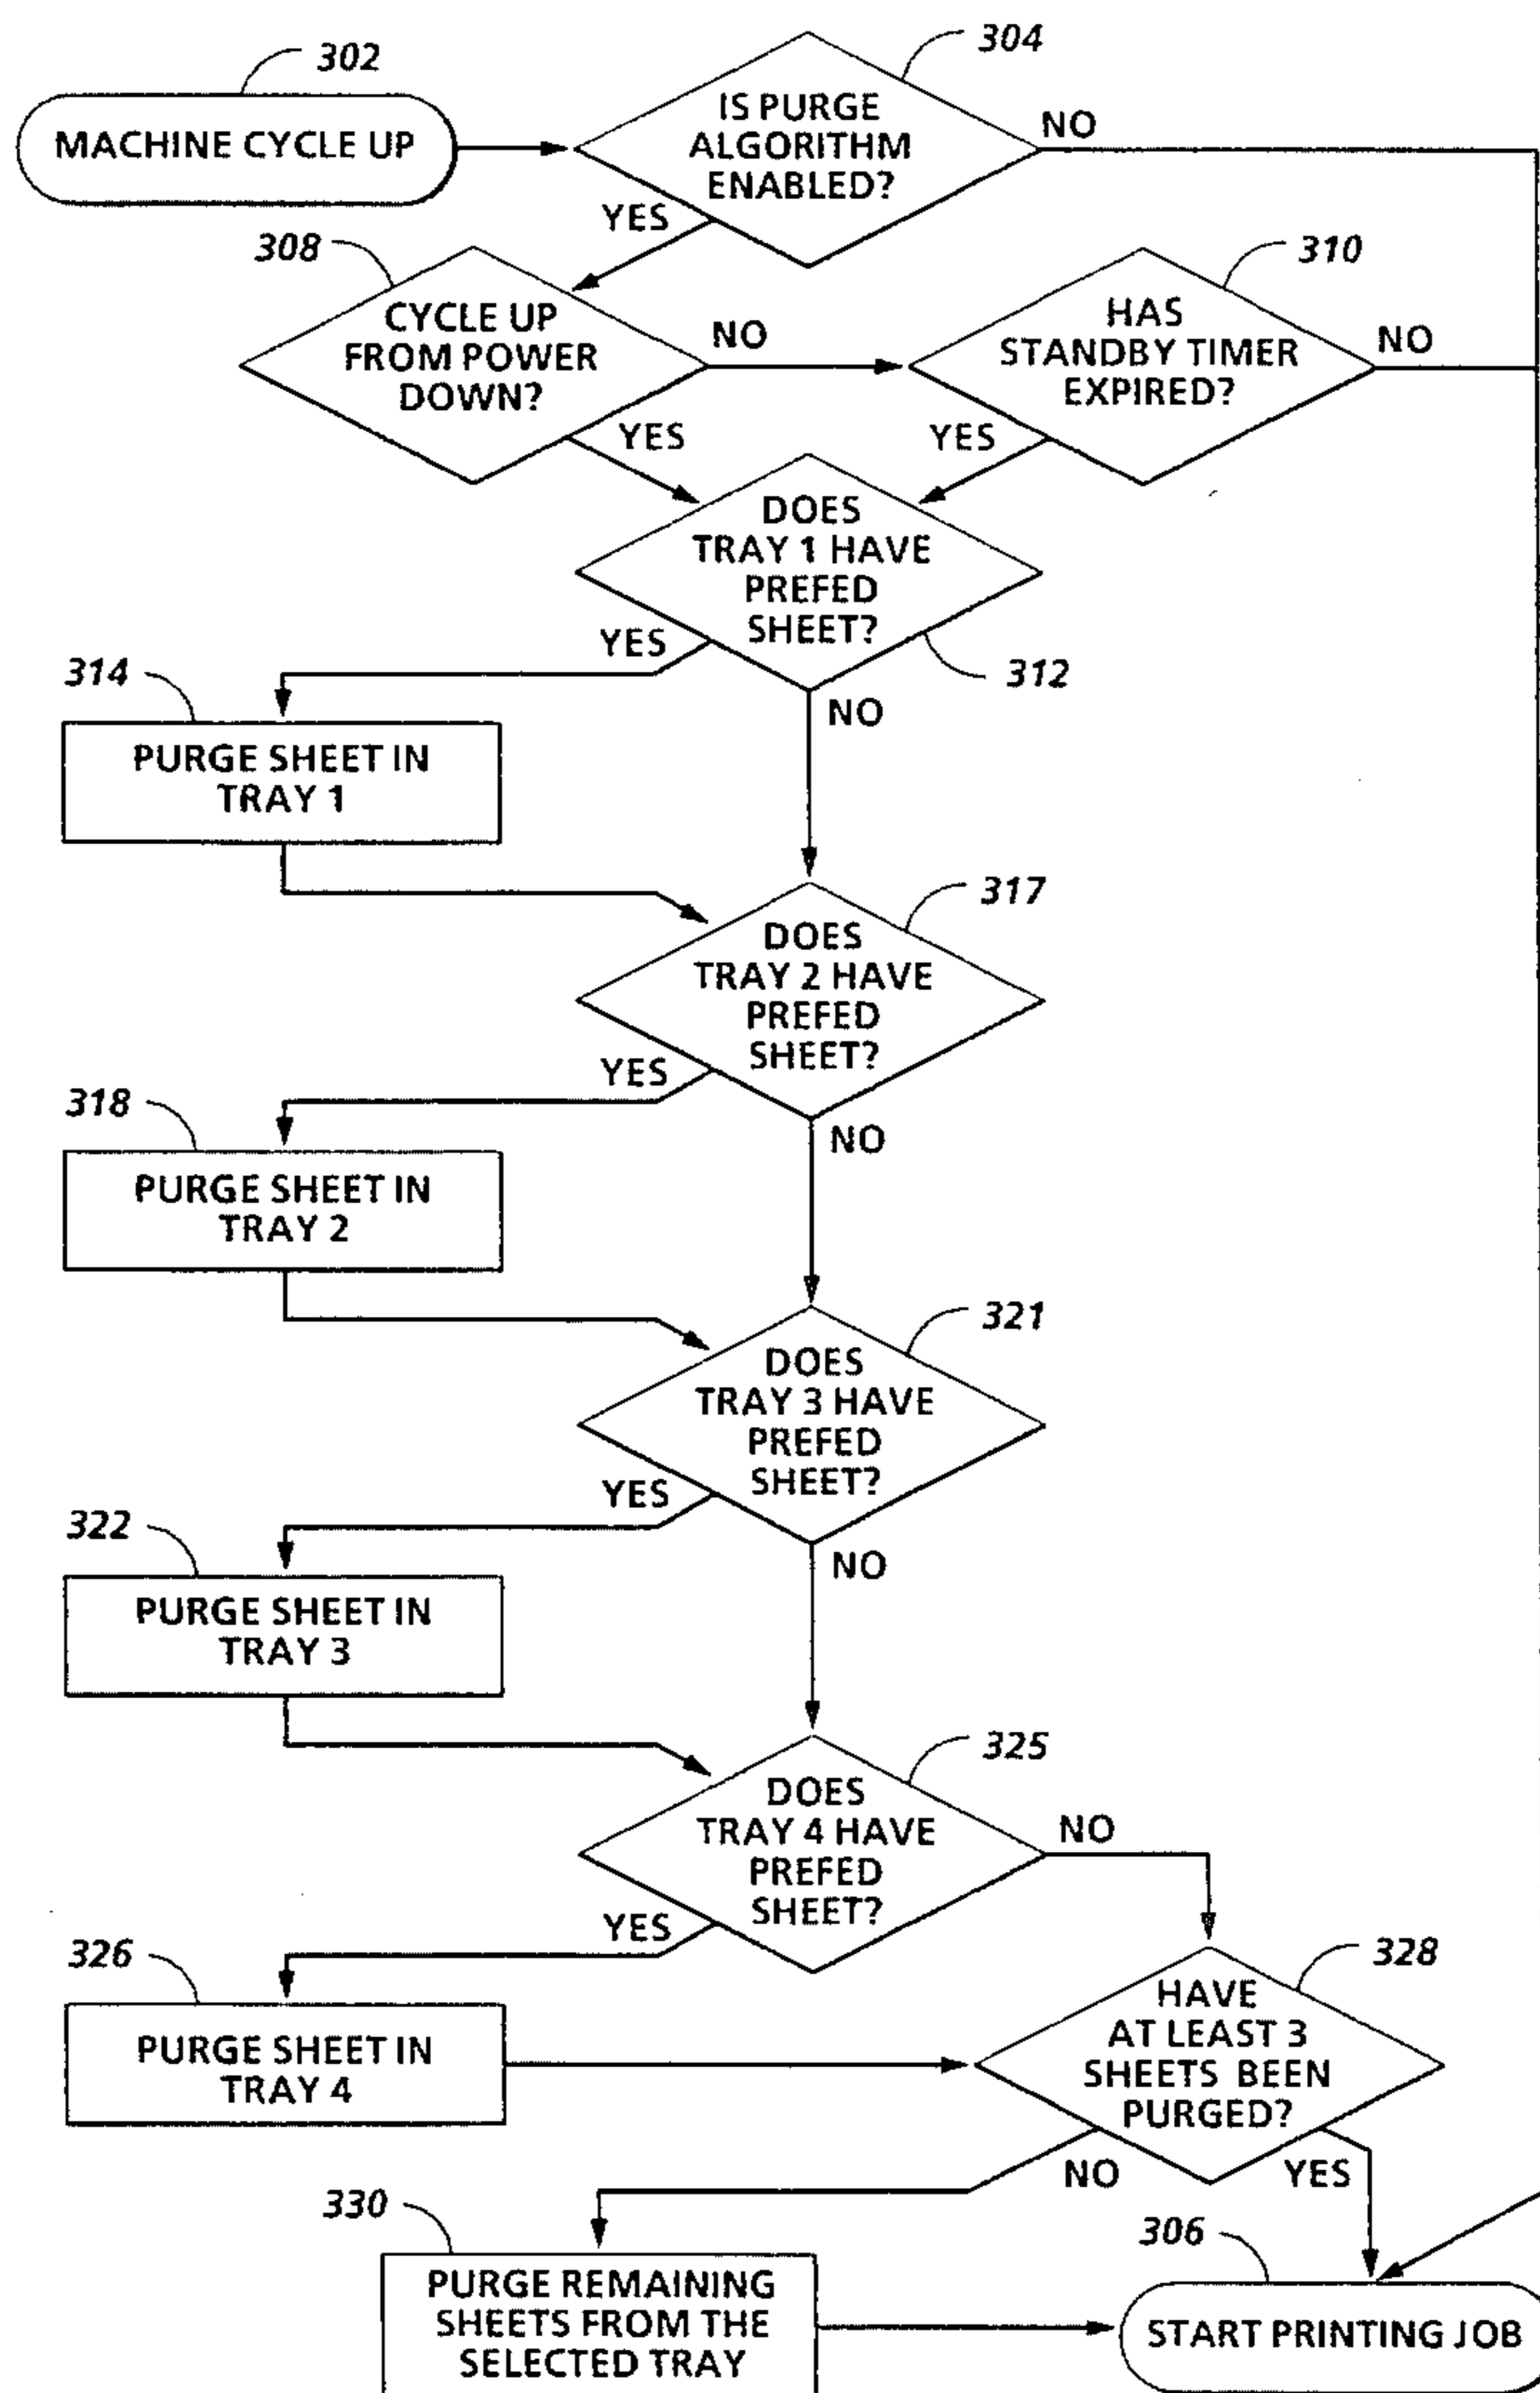 302
MACHINE CYCLE UP
304
IS PURGE
ALGORITHM
ENABLED?
NO
YES
308
CYCLE UP
FROM POWER
DOWN?
NO
YES
310
HAS
STANDBY TIMER
EXPIRED?
NO
YES
DOES
TRAY 1 HAVE
PREFED
SHEET?
312
YES
NO
314
PURGE SHEET IN
TRAY 1
317
DOES
TRAY 2 HAVE
PREFED
SHEET?
YES
NO
318
PURGE SHEET IN
TRAY 2
321
DOES
TRAY 3 HAVE
PREFED
SHEET?
YES
NO
322
PURGE SHEET IN
TRAY 3
325
DOES
TRAY 4 HAVE
PREFED
SHEET?
NO
YES
326
PURGE SHEET IN
TRAY 4
328
HAVE
AT LEAST 3
SHEETS BEEN
PURGED?
NO
YES
330
PURGE REMAINING
SHEETS FROM THE
SELECTED TRAY
306
START PRINTING JOB